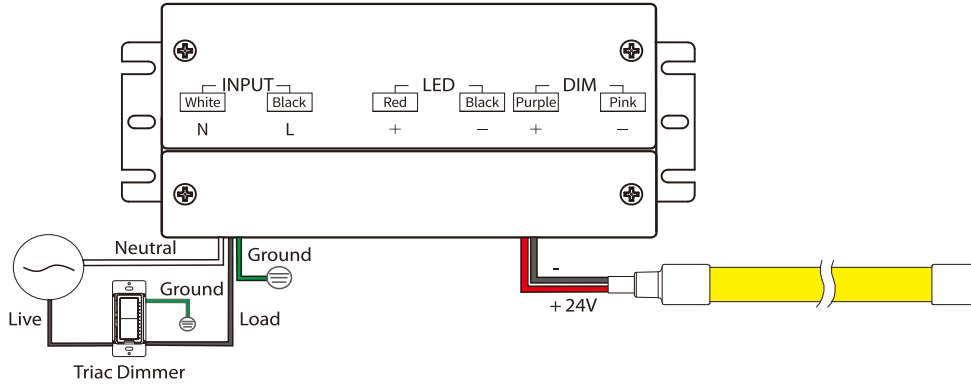 INPUT LED DIM
White Black Red Black Purple Pink
N L + − + −
Neutral Ground
Ground
-
Live Load + 24V
Triac Dimmer